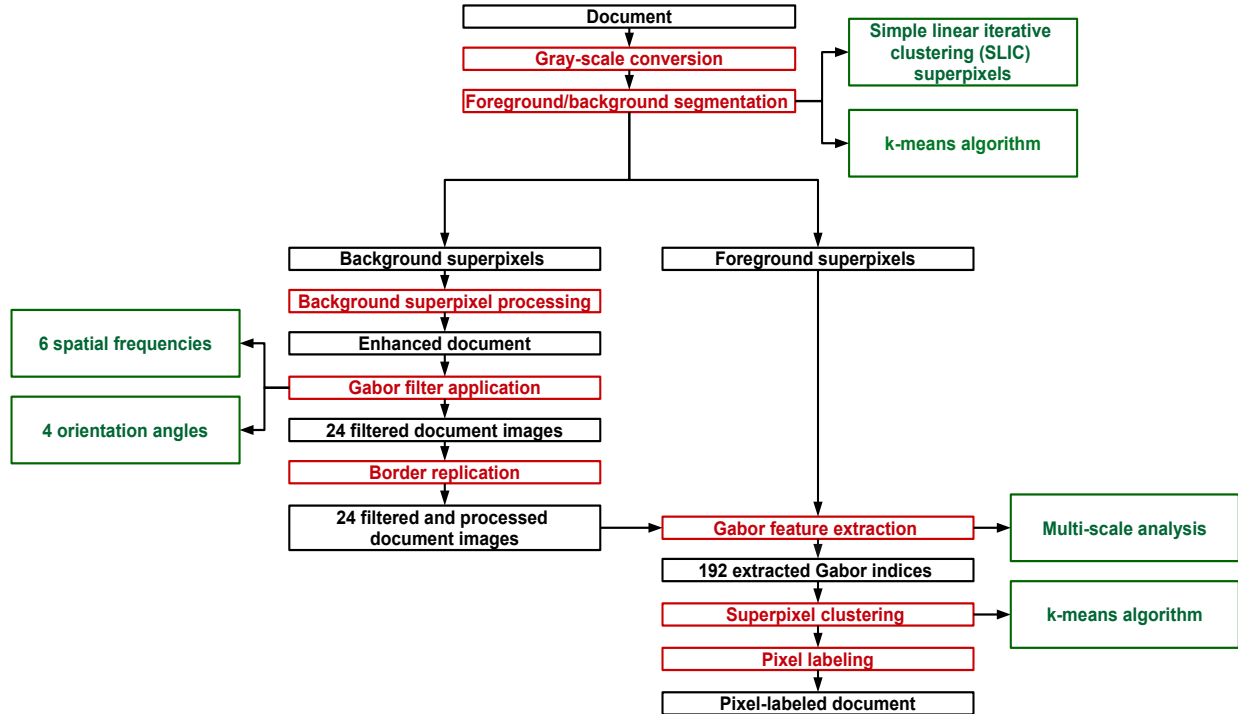 Document
Gray-scale conversion
Foreground/background segmentation
Simple linear iterative
clustering (SLIC)
superpixels
k-means algorithm
Background superpixels
Foreground superpixels
Background superpixel processing
Enhanced document
6 spatial frequencies
Gabor filter application
4 orientation angles
24 filtered document images
Border replication
24 filtered and processed
document images
Gabor feature extraction
Multi-scale analysis
192 extracted Gabor indices
Superpixel clustering
k-means algorithm
Pixel labeling
Pixel-labeled document